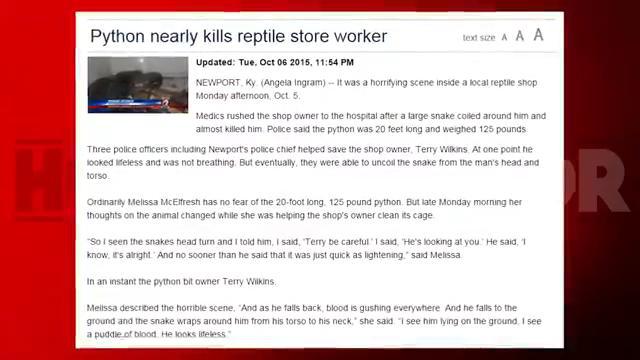 Python nearly kills reptile store worker
text size A A A
Updated: Tue, Oct 06 2015, 11:54 PM
NEWPORT, Ky. (Angela Ingram) -- It was a horrifying scene inside a local reptile shop
Monday afternoon, Oct. 5.
Medics rushed the shop owner to the hospital after a large snake coiled around him and
almost killed him. Police said the python was 20 feet long and weighed 125 pounds.
Three police officers including Newport's police chief helped save the shop owner, Terry Wilkins. At one point he
looked lifeless and was not breathing. But eventually, they were able to uncoil the snake from the man's head and
torso.
Ordinarily Melissa McElfresh has no fear of the 20-foot long, 125 pound python. But late Monday morning her
thoughts on the animal changed while she was helping the shop's owner clean its cage.
"So I seen the snakes head turn and I told him, I said, 'Terry be careful.' I said, 'He's looking at you.' He said, 'I
know, it's alright.' And no sooner than he said that it was just quick as lightening," said Melissa.
In an instant the python bit owner Terry Wilkins.
Melissa described the horrible scene, "And as he falls back, blood is gushing everywhere. And he falls to the
ground and the snake wraps around him from his torso to his neck," she said. "I see him lying on the ground, I see
a puddle of blood. He looks lifeless."